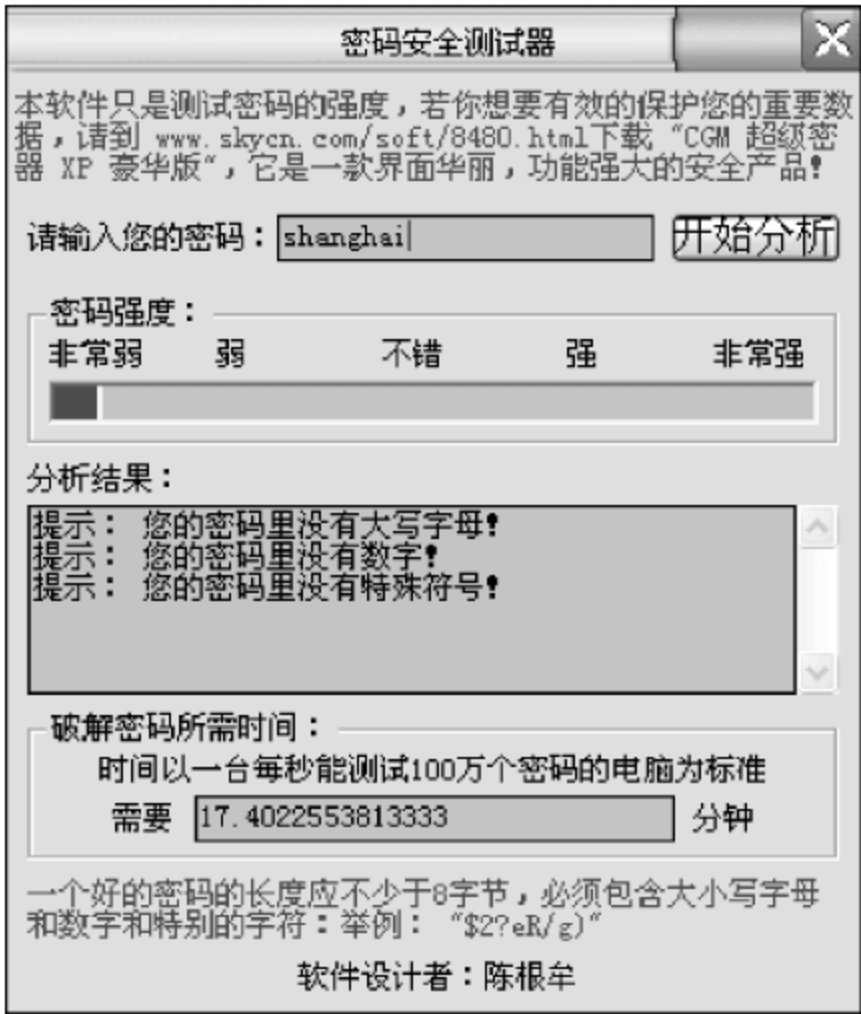 密码安全测试器
本软件只是测试密码的强度，若你想要有效的保护您的重要数
据，请到 www.skycn.com/soft/8480.html下载 “CGM 超级密
器 XP 豪华版”，它是一款界面华丽，功能强大的安全产品！
请输入您的密码：shanghai 开始分析
密码强度：
非常弱 弱 不错 强 非常强
分析结果：
提示： 您的密码里没有大写字母！
提示： 您的密码里没有数字！
提示： 您的密码里没有特殊符号！
破解密码所需时间：
时间以一台每秒能测试100万个密码的电脑为标准
需要 17.4022553813333 分钟
一个好的密码的长度应不少于8字节，必须包含大小写字母
和数字和特别的字符：举例： “$2?eR/g)”
软件设计者：陈根牟